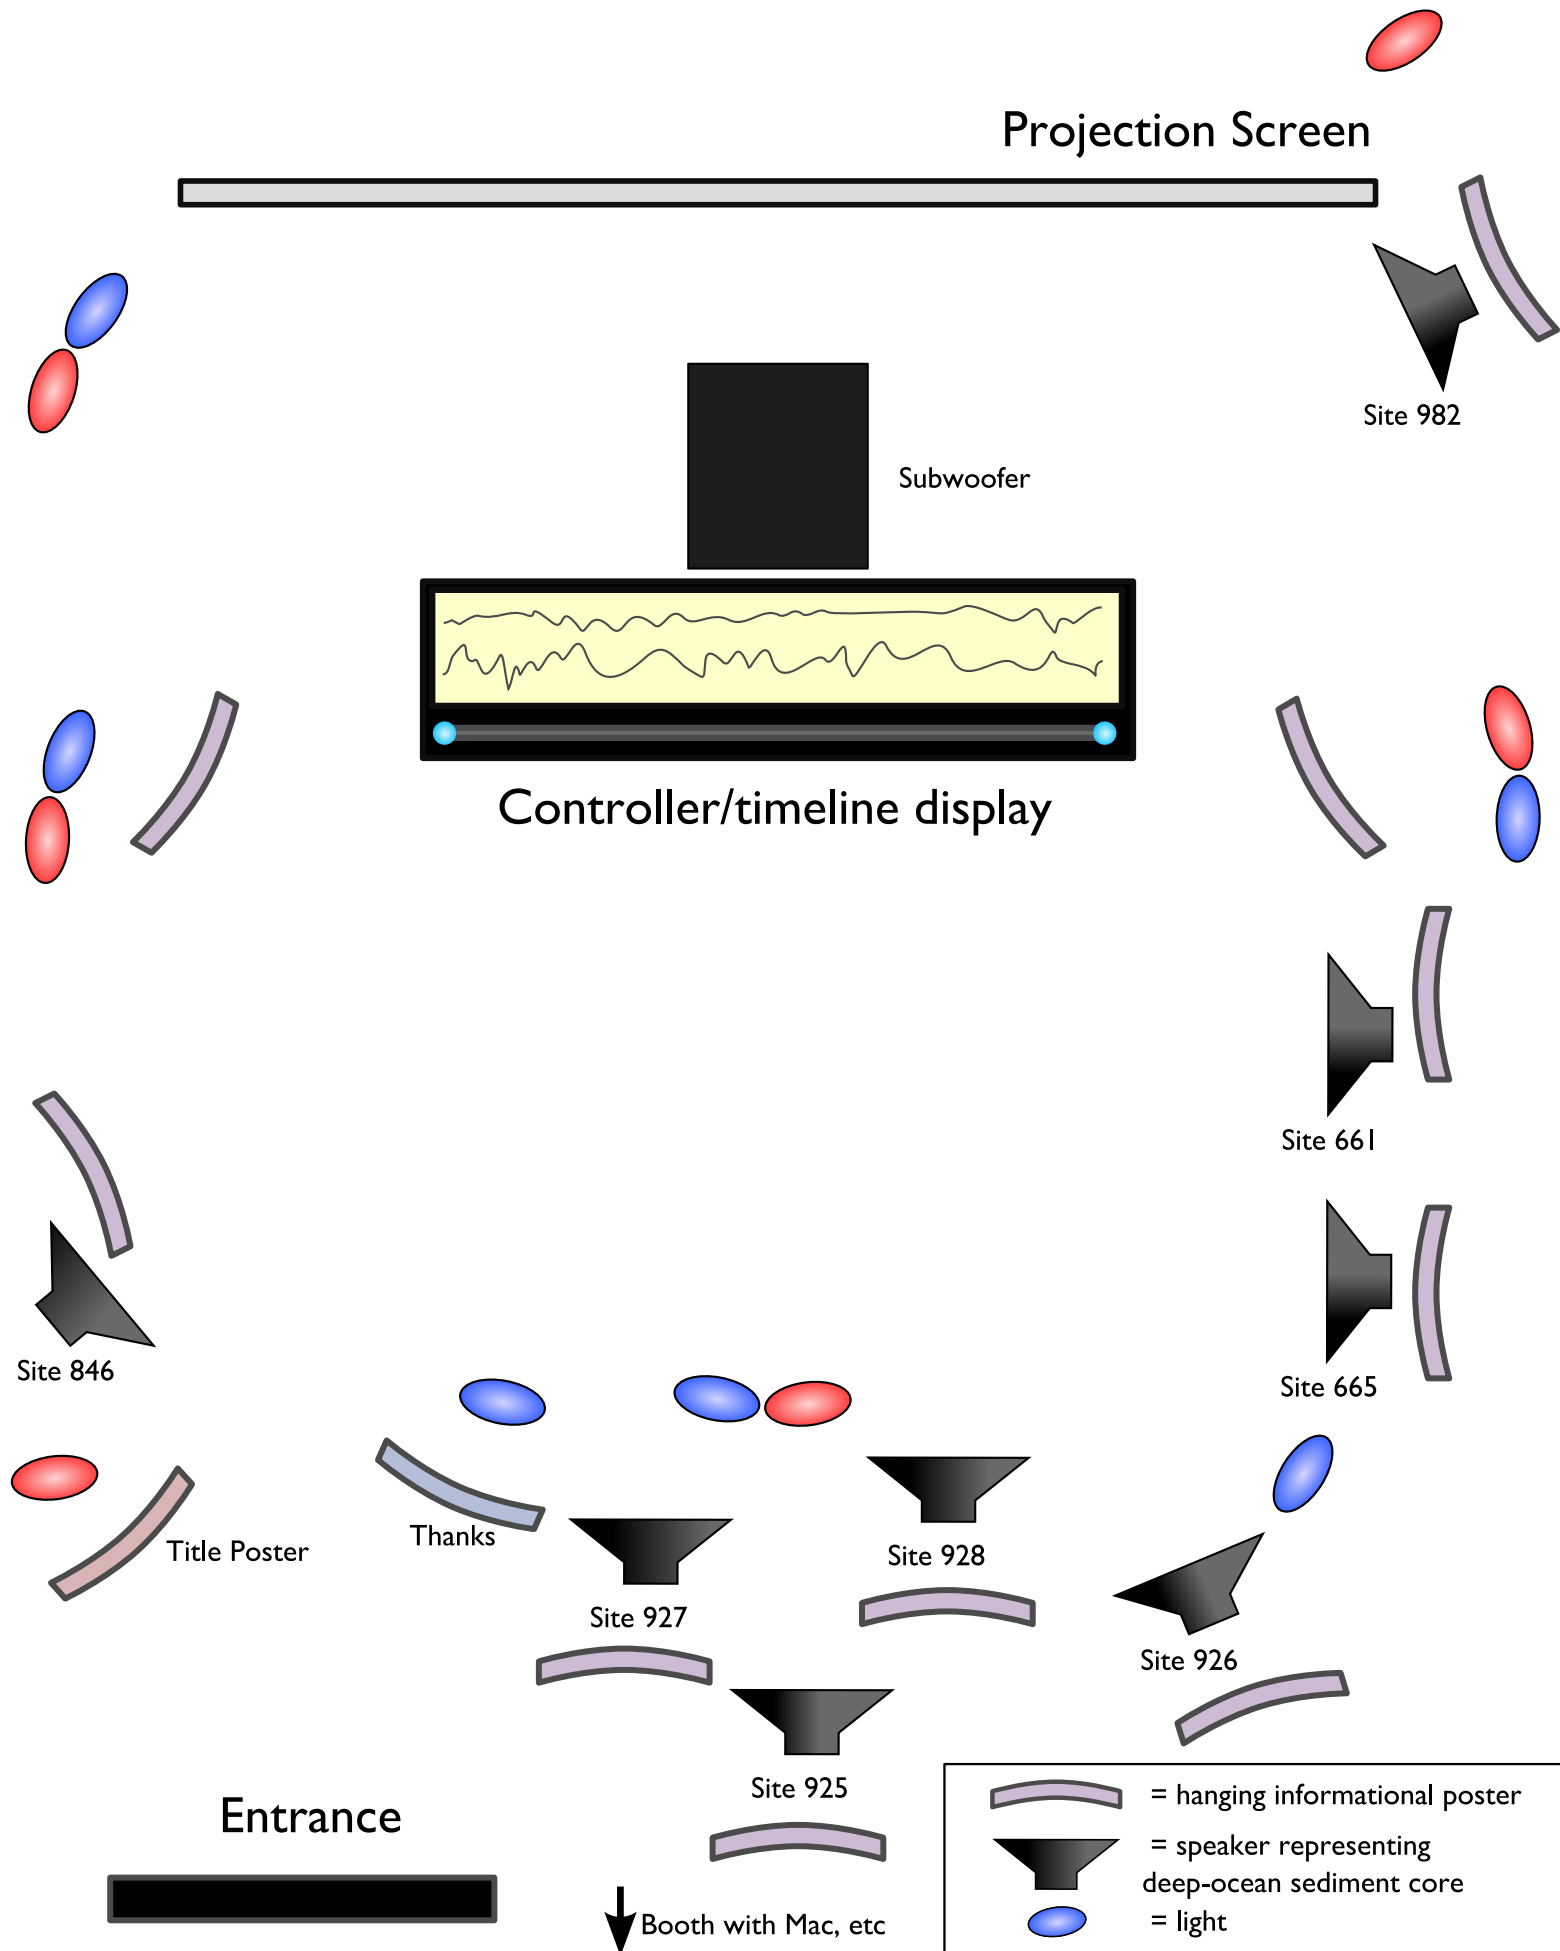 Projection Screen
Site 982
Subwoofer
Controller/timeline display
Site 661
Site 846
Site 665
Title Poster
Thanks
Site 928
Site 927
Site 926
Site 925
Entrance
Booth with Mac, etc
= hanging informational poster
= speaker representing
deep-ocean sediment core
= light